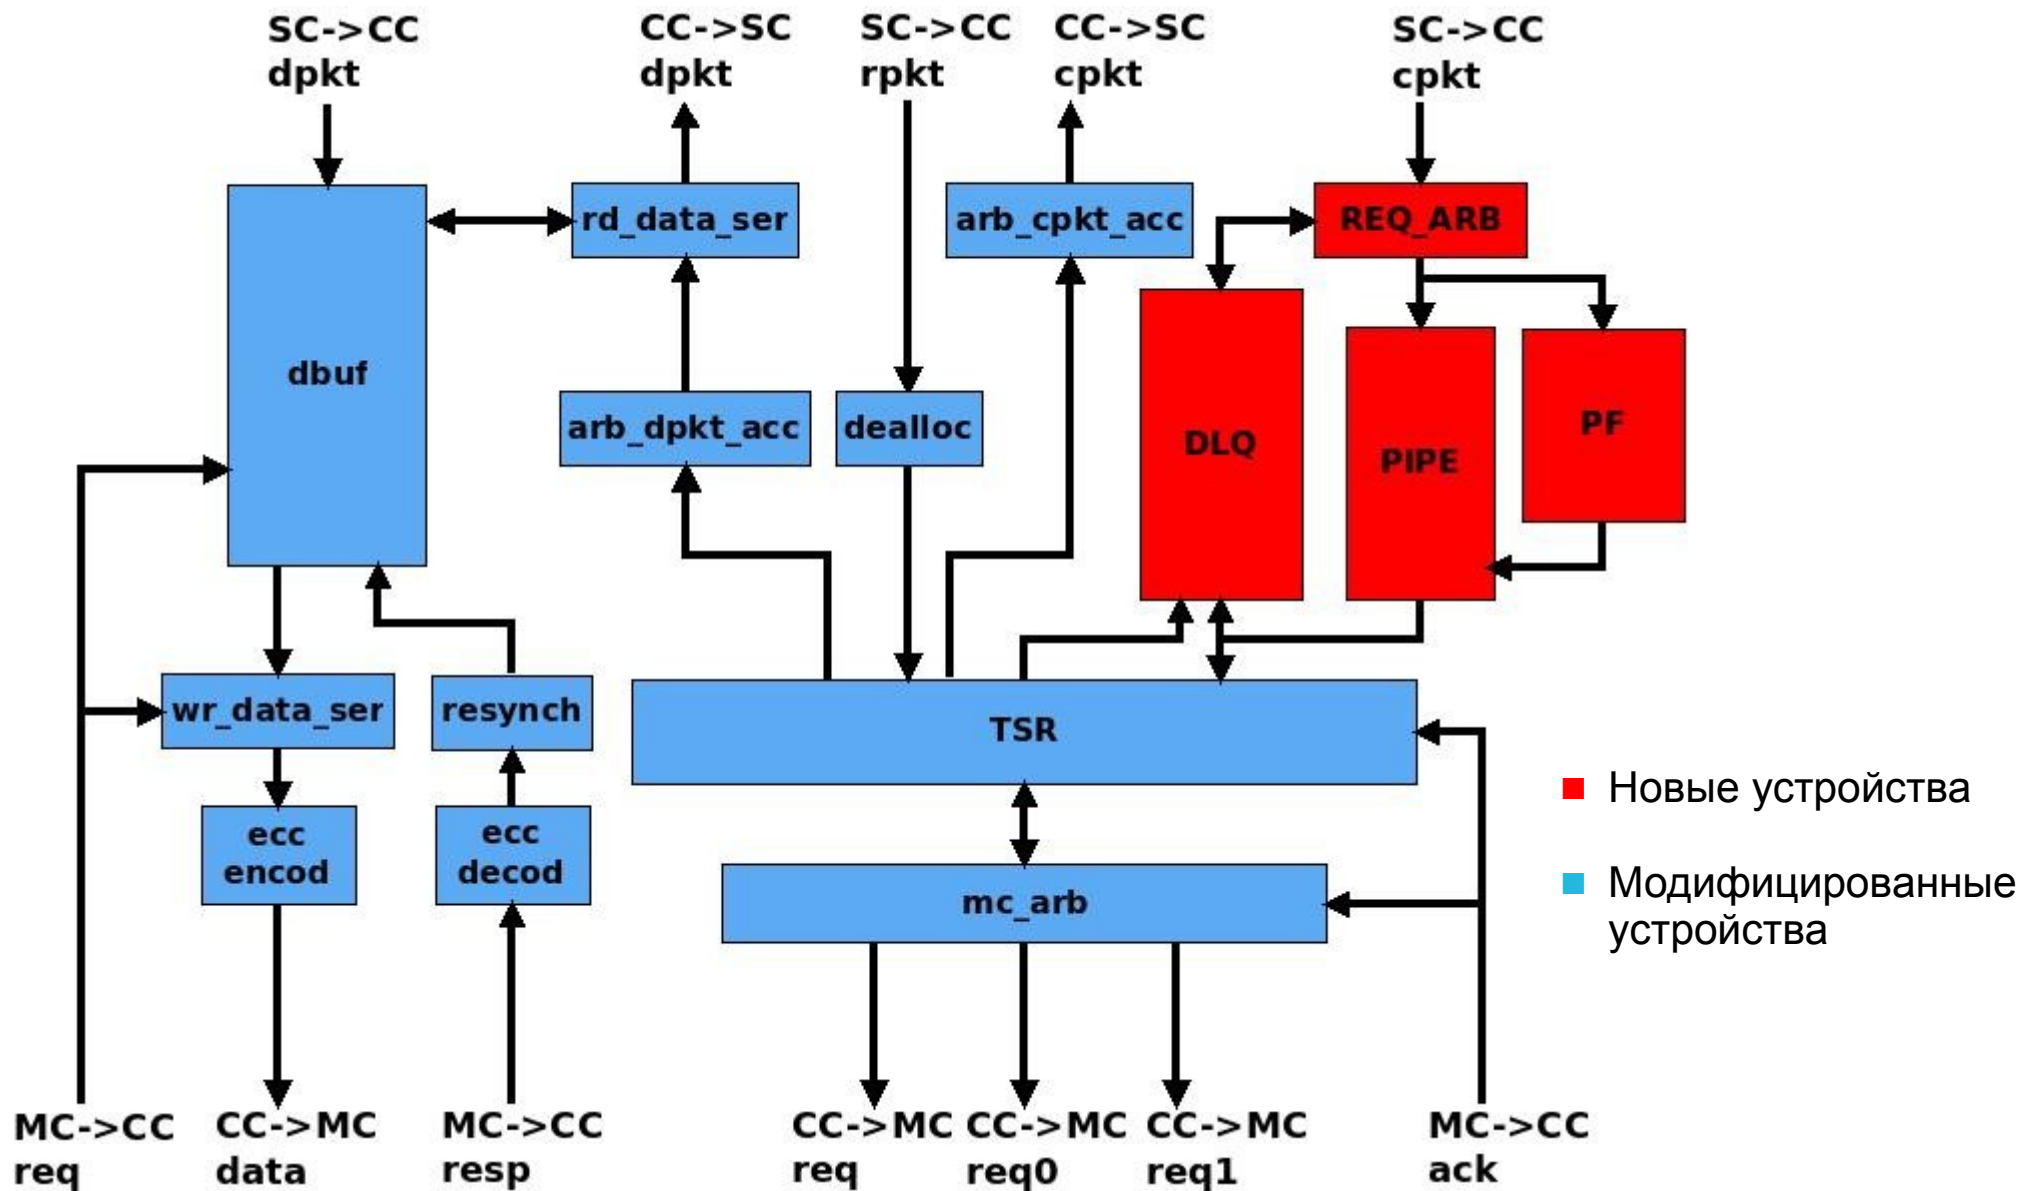 SC->CC
dpkt
CC->SC
dpkt
SC->CC
rpkt
CC->SC
cpkt
SC->CC
cpkt
rd_data_ser
arb_cpkt_acc
REQ_ARB
dbuf
arb_dpkt_acc
dealloc
DLQ
PIPE
PF
wr_data_ser
resynch
TSR
ecc
encod
ecc
decod
mc_arb
Новые устройства
Модифицированные
устройства
MC->CC
req
CC->MC
data
MC->CC
resp
CC->MC
req
CC->MC
req0
CC->MC
req1
MC->CC
ack